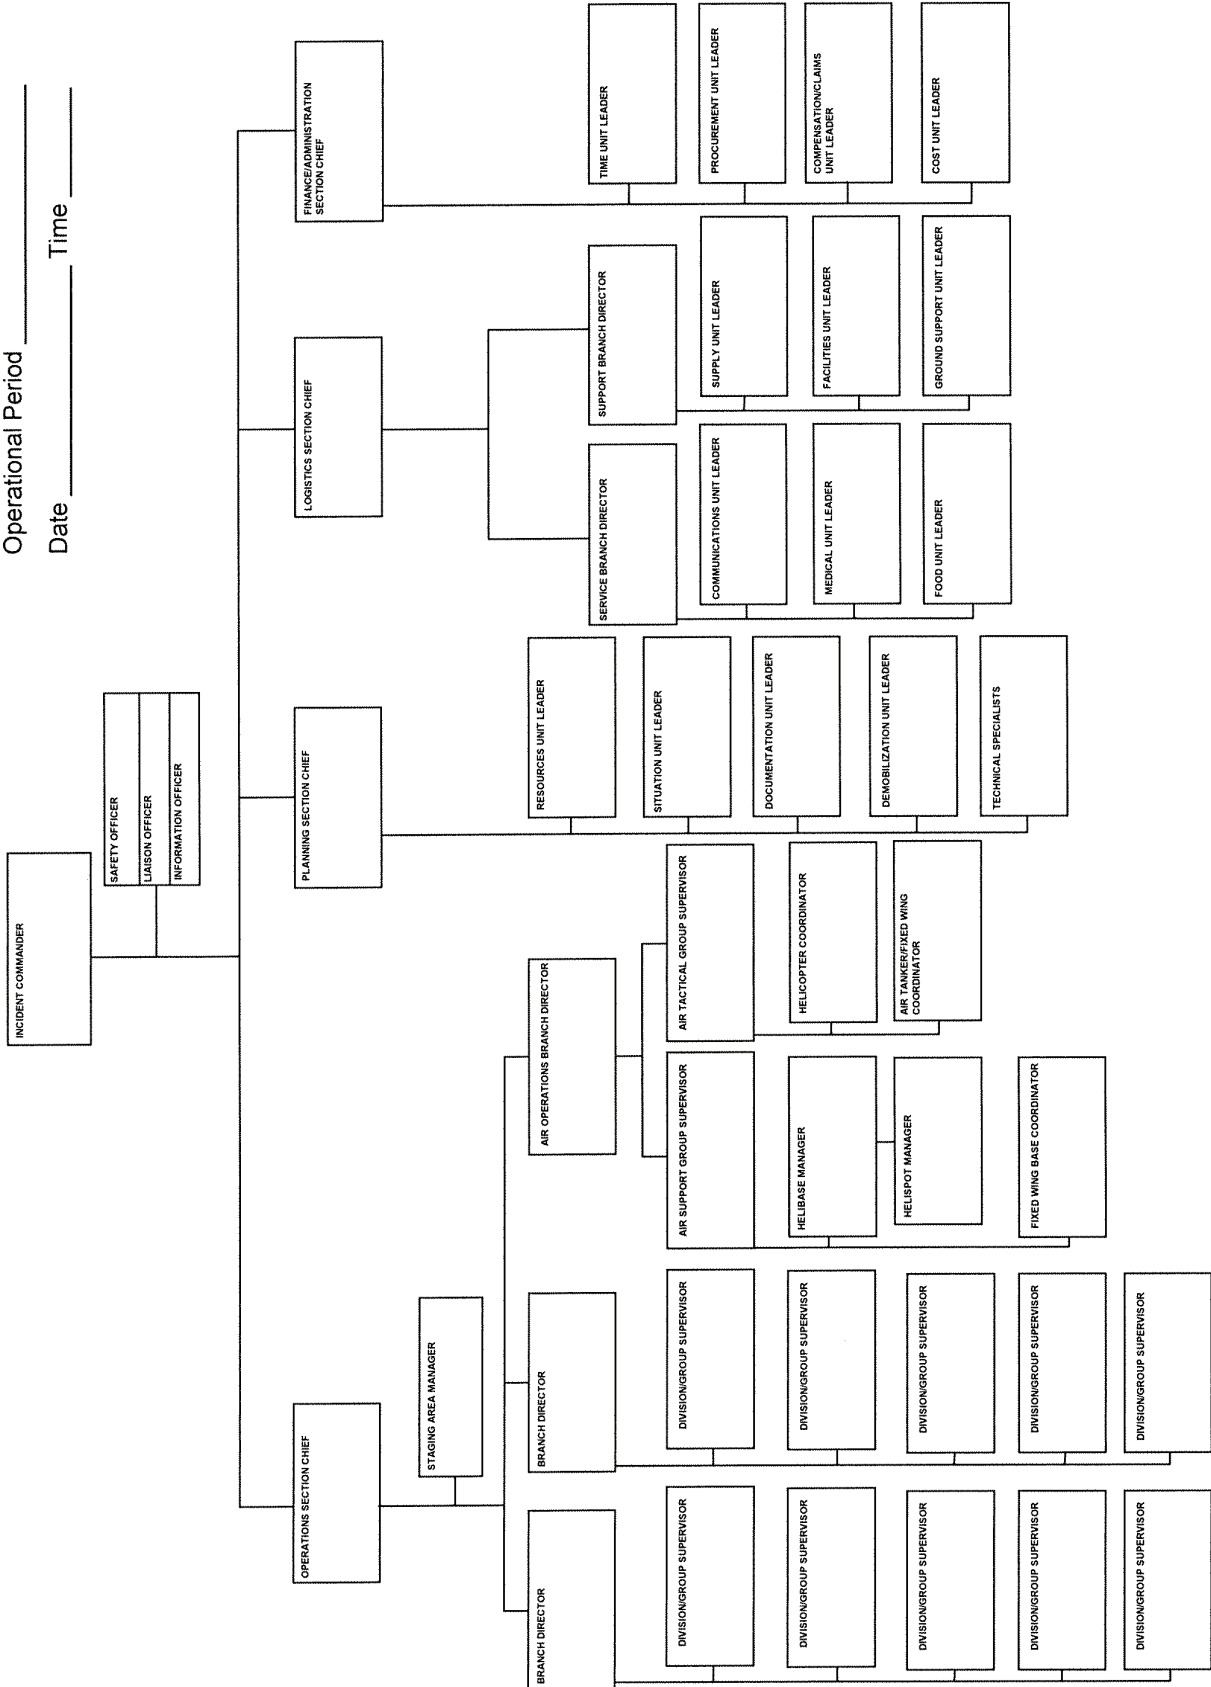 Operational Period
Date Time
INCIDENT COMMANDER
SAFETY OFFICER
LIAISON OFFICER
INFORMATION OFFICER
OPERATIONS SECTION CHIEF
PLANNING SECTION CHIEF
LOGISTICS SECTION CHIEF
FINANCE/ADMINISTRATION
SECTION CHIEF
STAGING AREA MANAGER
BRANCH DIRECTOR
DIVISION/GROUP SUPERVISOR
DIVISION/GROUP SUPERVISOR
DIVISION/GROUP SUPERVISOR
DIVISION/GROUP SUPERVISOR
DIVISION/GROUP SUPERVISOR
BRANCH DIRECTOR
DIVISION/GROUP SUPERVISOR
DIVISION/GROUP SUPERVISOR
DIVISION/GROUP SUPERVISOR
DIVISION/GROUP SUPERVISOR
DIVISION/GROUP SUPERVISOR
AIR OPERATIONS BRANCH DIRECTOR
AIR SUPPORT GROUP SUPERVISOR
HELIBASE MANAGER
HELISPOT MANAGER
FIXED WING BASE COORDINATOR
AIR TACTICAL GROUP SUPERVISOR
HELICOPTER COORDINATOR
AIR TANKER/FIXED WING
COORDINATOR
RESOURCES UNIT LEADER
SITUATION UNIT LEADER
DOCUMENTATION UNIT LEADER
DEMOBILIZATION UNIT LEADER
TECHNICAL SPECIALISTS
SERVICE BRANCH DIRECTOR
COMMUNICATIONS UNIT LEADER
MEDICAL UNIT LEADER
FOOD UNIT LEADER
SUPPORT BRANCH DIRECTOR
SUPPLY UNIT LEADER
FACILITIES UNIT LEADER
GROUND SUPPORT UNIT LEADER
TIME UNIT LEADER
PROCUREMENT UNIT LEADER
COMPENSATION/CLAIMS
UNIT LEADER
COST UNIT LEADER